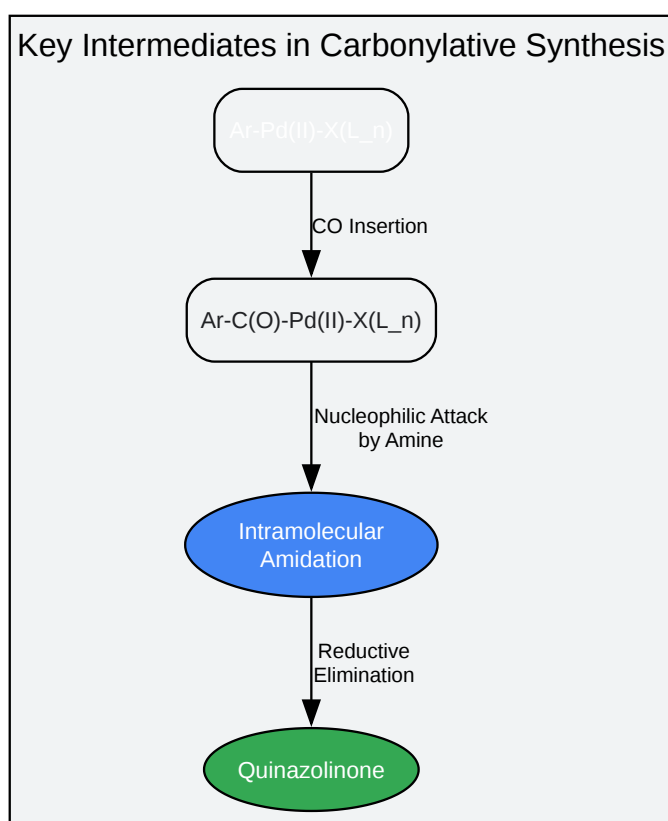 Key Intermediates in Carbonylative Synthesis
Ar-Pd(II)-X(L_n)
CO Insertion
Ar-C(O)-Pd(II)-X(L_n)
Nucleophilic Attack
by Amine
Intramolecular
Amidation
Reductive
Elimination
Quinazolinone